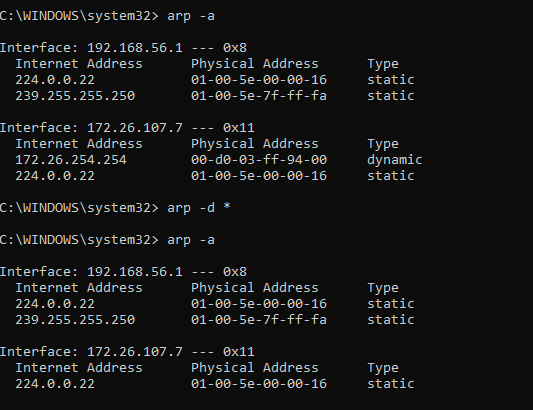 C:\WINDOWS\system32> arp -a
Interface: 192.168.56.1 --- 0x8
  Internet Address      Physical Address      Type
  224.0.0.22            01-00-5e-00-00-16     static
  239.255.255.250       01-00-5e-7f-ff-fa     static
Interface: 172.26.107.7 --- 0x11
  Internet Address      Physical Address      Type
  172.26.254.254        00-d0-03-ff-94-00     dynamic
  224.0.0.22            01-00-5e-00-00-16     static
C:\WINDOWS\system32> arp -d *
C:\WINDOWS\system32> arp -a
Interface: 192.168.56.1 --- 0x8
  Internet Address      Physical Address      Type
  224.0.0.22            01-00-5e-00-00-16     static
  239.255.255.250       01-00-5e-7f-ff-fa     static
Interface: 172.26.107.7 --- 0x11
  Internet Address      Physical Address      Type
  224.0.0.22            01-00-5e-00-00-16     static